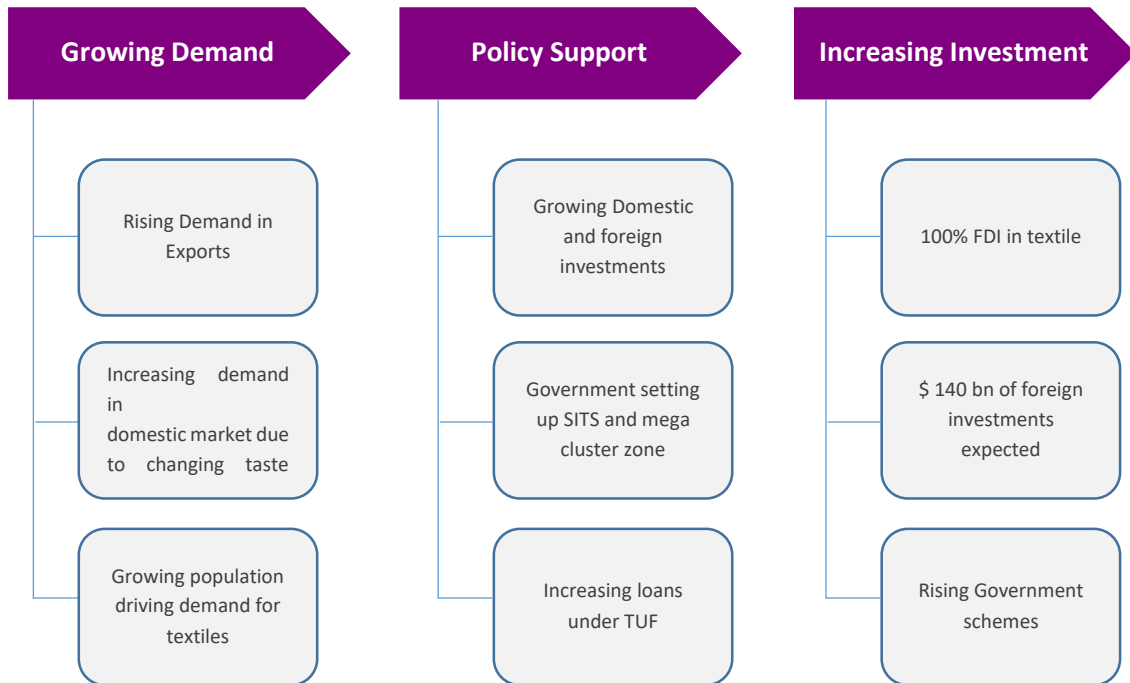 Growing Demand
Rising Demand in
Exports
Increasing demand
in
domestic market due
to changing taste
Growing population
driving demand for
textiles
Policy Support
Growing Domestic
and foreign
investments
Government setting
up SITS and mega
cluster zone
Increasing loans
under TUF
Increasing Investment
100% FDI in textile
$ 140 bn of foreign
investments
expected
Rising Government
schemes